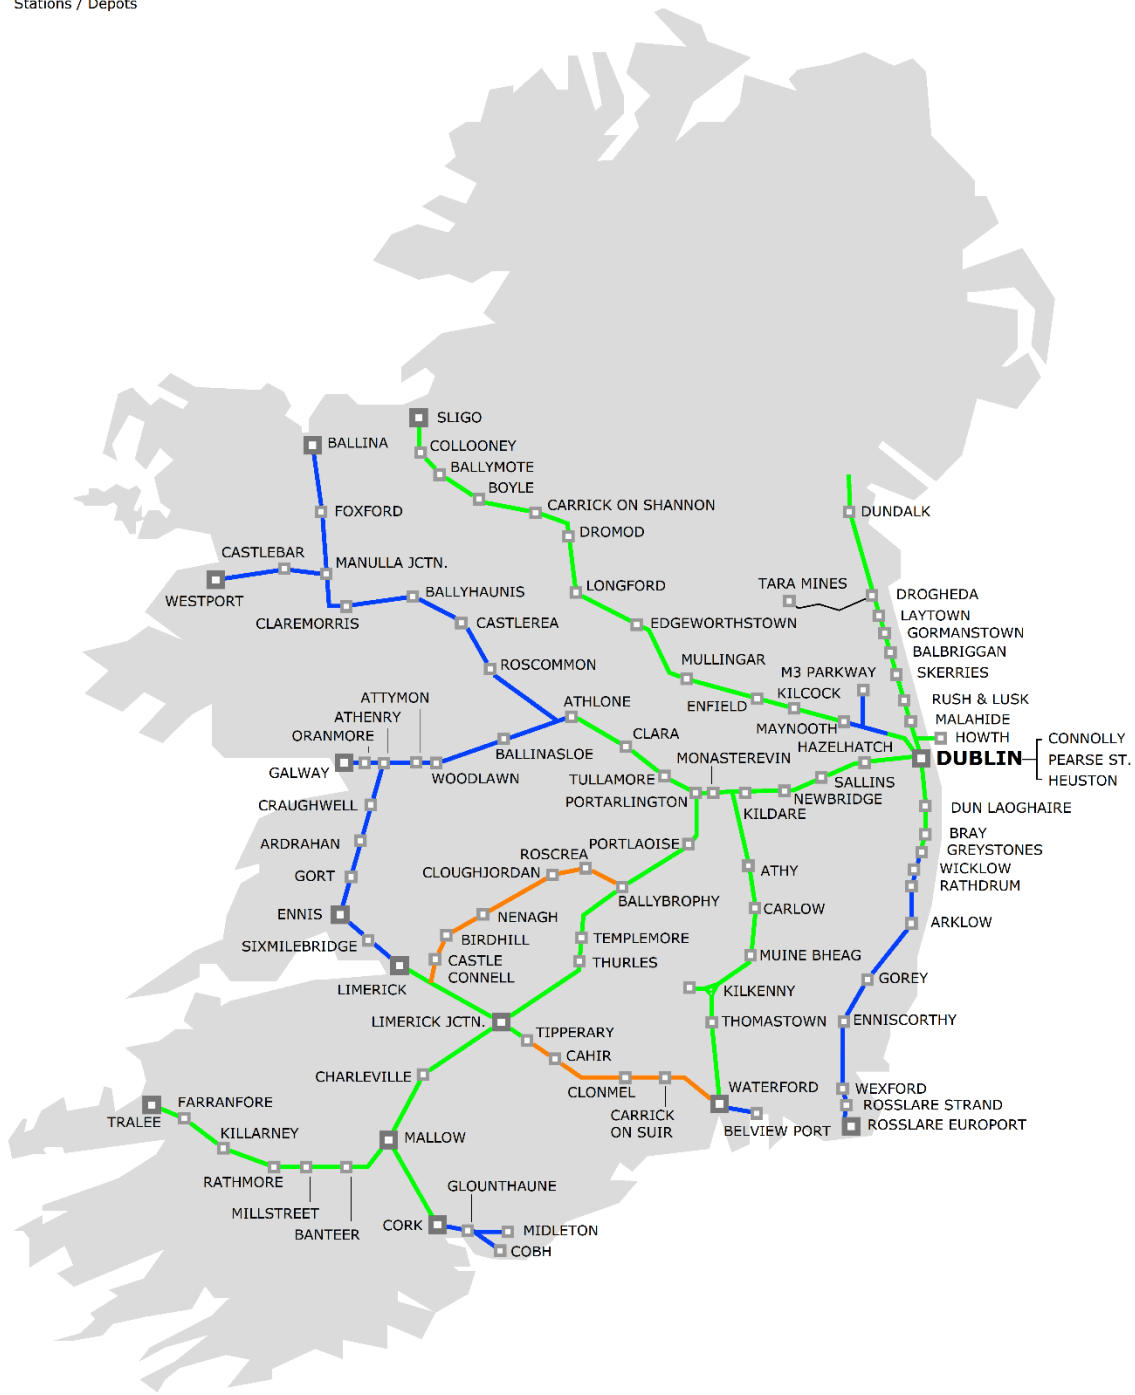 Stations / Depots
SLIGO
BALLINA
COLLOONEY
BALLYMOTE
BOYLE
CARRICK ON SHANNON
FOXFORD
DUNDALK
DROMOD
CASTLEBAR
MANULLA JCTN.
TARA MINES
LONGFORD
BALLYHAUNIS
DROGHEDA
WESTPORT
LAYTOWN
CLAREMORRIS
CASTLEREA
EDGEWORTHSTOWN
GORMANSTOWN
BALBRIGGAN
MULLINGAR
ROSCOMMON
M3 PARKWAY
SKERRIES
KILCOCK
ATTYMON
ATHLONE
ENFIELD
RUSH & LUSK
ATHENRY
MAYNOOTH
MALAHIDE
ORANMORE
CLARA
HOWTH
CONNOLLY
BALLINASLOE
HAZELHATCH
MONASTEREVIN
DUBLIN
PEARSE ST.
GALWAY
WOODLAWN
TULLAMORE
SALLINS
HEUSTON
PORTARLINGTON
NEWBRIDGE
CRAUGHWELL
KILDARE
DUN LAOGHAIRE
ARDRAHAN
PORTLAOISE
BRAY
ROSCREA
GREYSTONES
CLOUGHJORDAN
ATHY
WICKLOW
GORT
RATHDRUM
BALLYBROPHY
ENNIS
NENAGH
CARLOW
ARKLOW
SIXMILEBRIDGE
BIRDHILL
TEMPLEMORE
MUINE BHEAG
CASTLE
CONNELL
THURLES
GOREY
LIMERICK
KILKENNY
LIMERICK JCTN.
THOMASTOWN
ENNISCORTHY
TIPPERARY
CAHIR
CHARLEVILLE
CLONMEL
WATERFORD
WEXFORD
FARRANFORE
ROSSLARE STRAND
TRALEE
CARRICK
ON SUIR
BELVIEW PORT
ROSSLARE EUROPORT
KILLARNEY
MALLOW
RATHMORE
GLOUNTHAUNE
MILLSTREET
BANTEER
CORK
MIDLETON
COBH